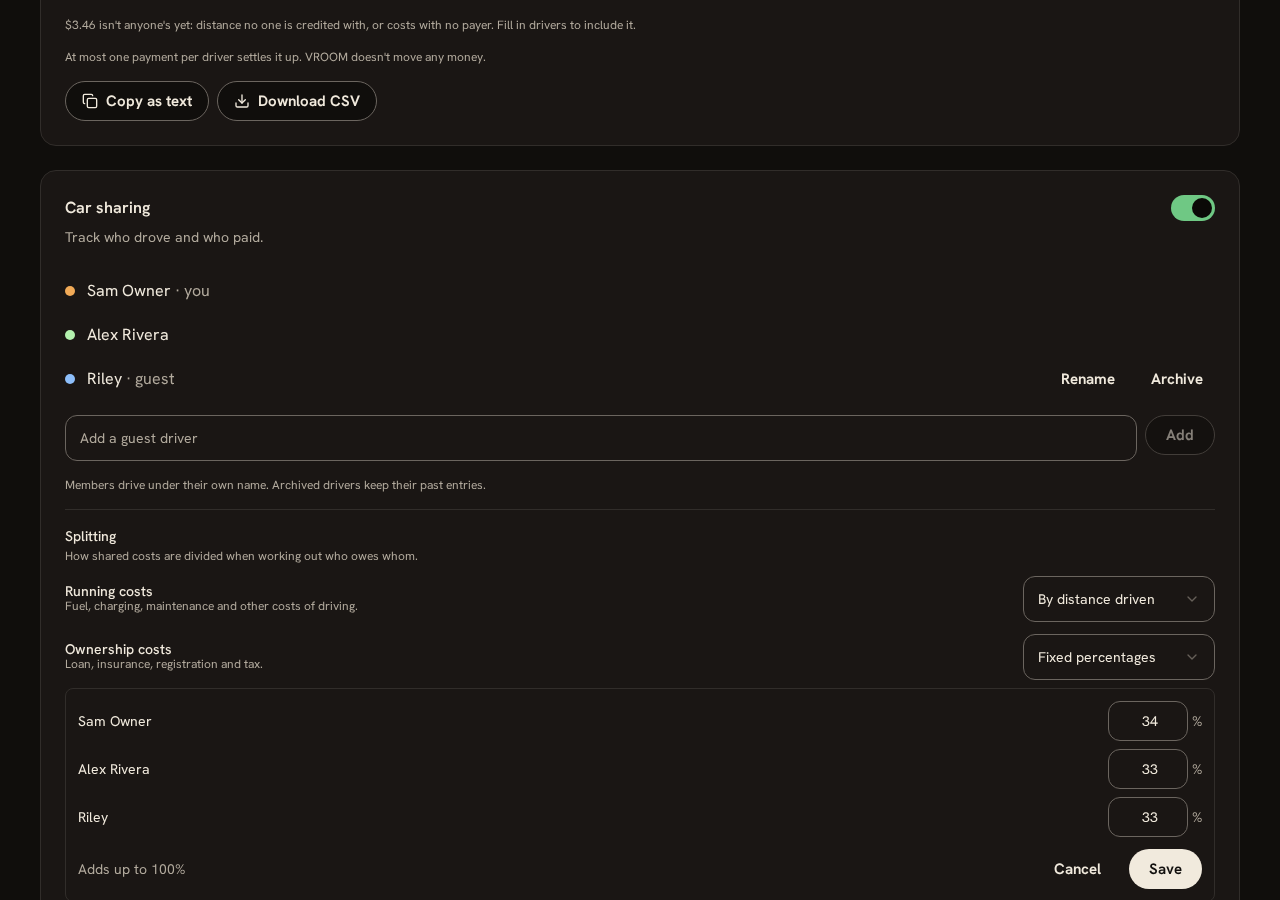 $3.46 isn't anyone's yet: distance no one is credited with, or costs with no payer. Fill in drivers to include it.
At most one payment per driver settles it up. VROOM doesn't move any money.
Copy as text Download CSV
Car sharing
Track who drove and who paid.
Sam Owner · you
Alex Rivera
Riley · guest Rename Archive
Add a guest driver Add
Members drive under their own name. Archived drivers keep their past entries.
Splitting
How shared costs are divided when working out who owes whom.
Running costs
Fuel, charging, maintenance and other costs of driving.
By distance driven
Ownership costs
Loan, insurance, registration and tax.
Fixed percentages
Sam Owner 34 %
Alex Rivera 33 %
Riley 33 %
Adds up to 100% Cancel Save